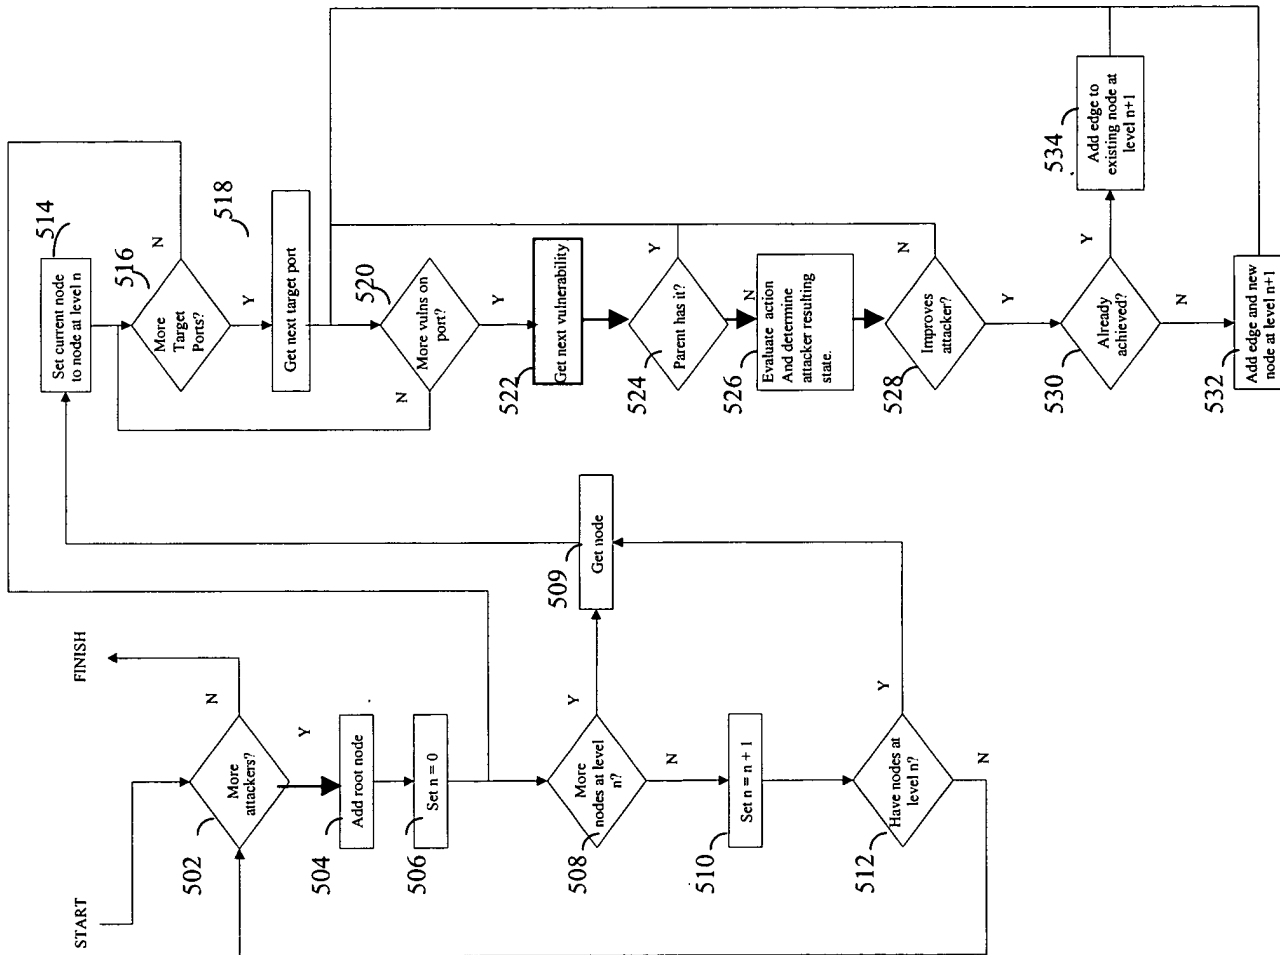 START
FINISH
502
More
attackers?
N
Y
504
Add root node
506
Set n = 0
508
More
nodes at level
n?
Y
N
509
Get node
510
Set n = n + 1
512
Have nodes at
level n?
Y
N
514
Set current node
to node at level n
516
More
Target
Ports?
N
Y
518
Get next target port
520
More vulns on
port?
N
Y
522
Get next vulnerability
524
Parent has it?
Y
N
526
Evaluate action
And determine
attacker resulting
state.
528
Improves
attacker?
N
Y
530
Already
achieved?
Y
N
532
Add edge and new
node at level n+1
534
Add edge to
existing node at
level n+1